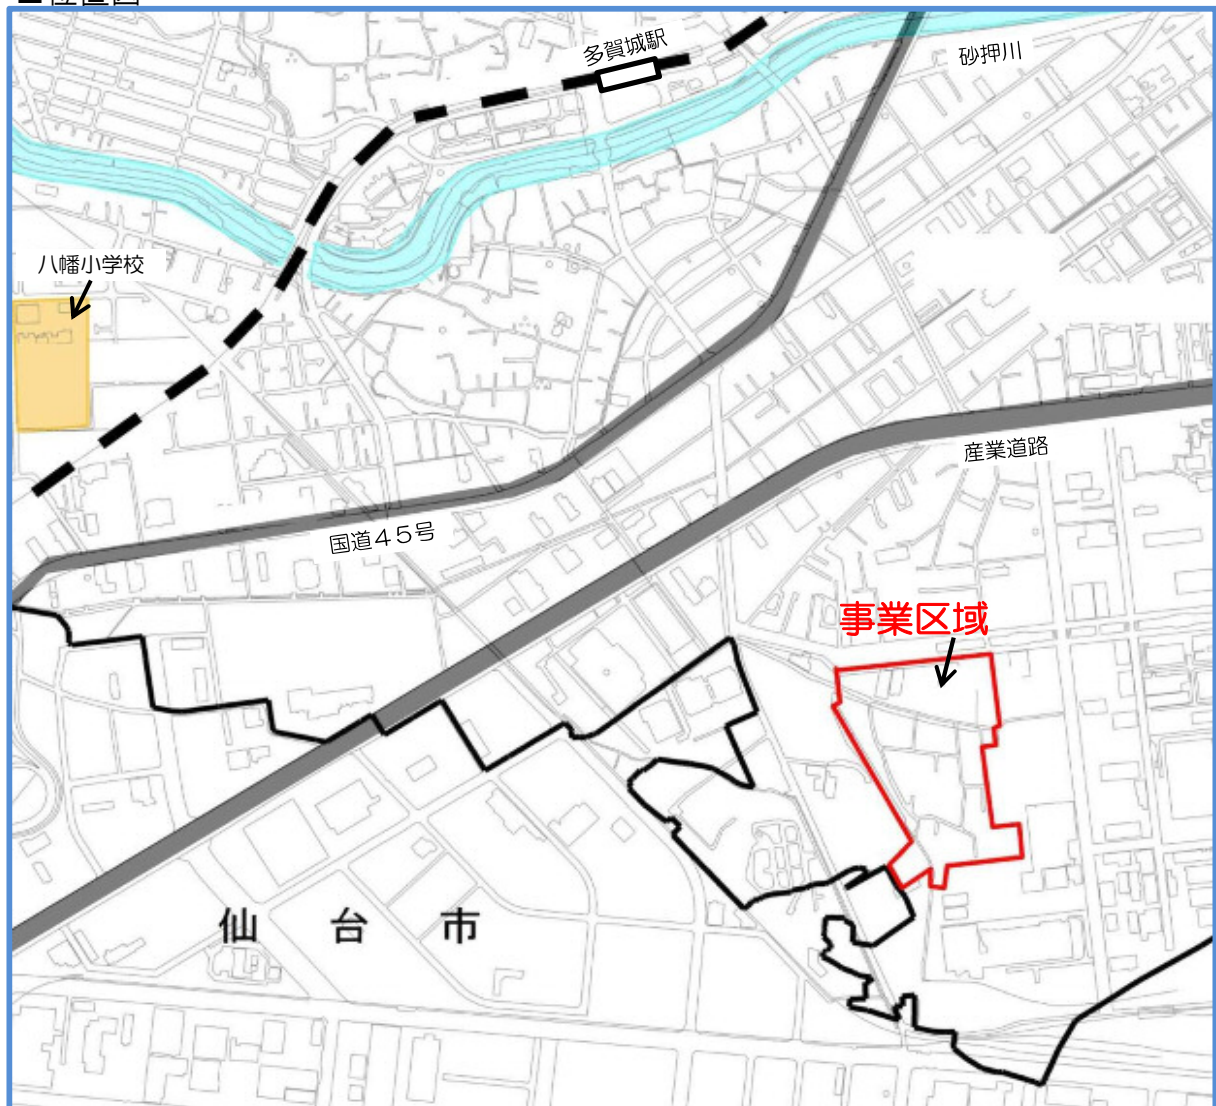 ■位置図
多賀城駅
砂押川
八幡小学校
産業道路
国道45号
事業区域
仙台市